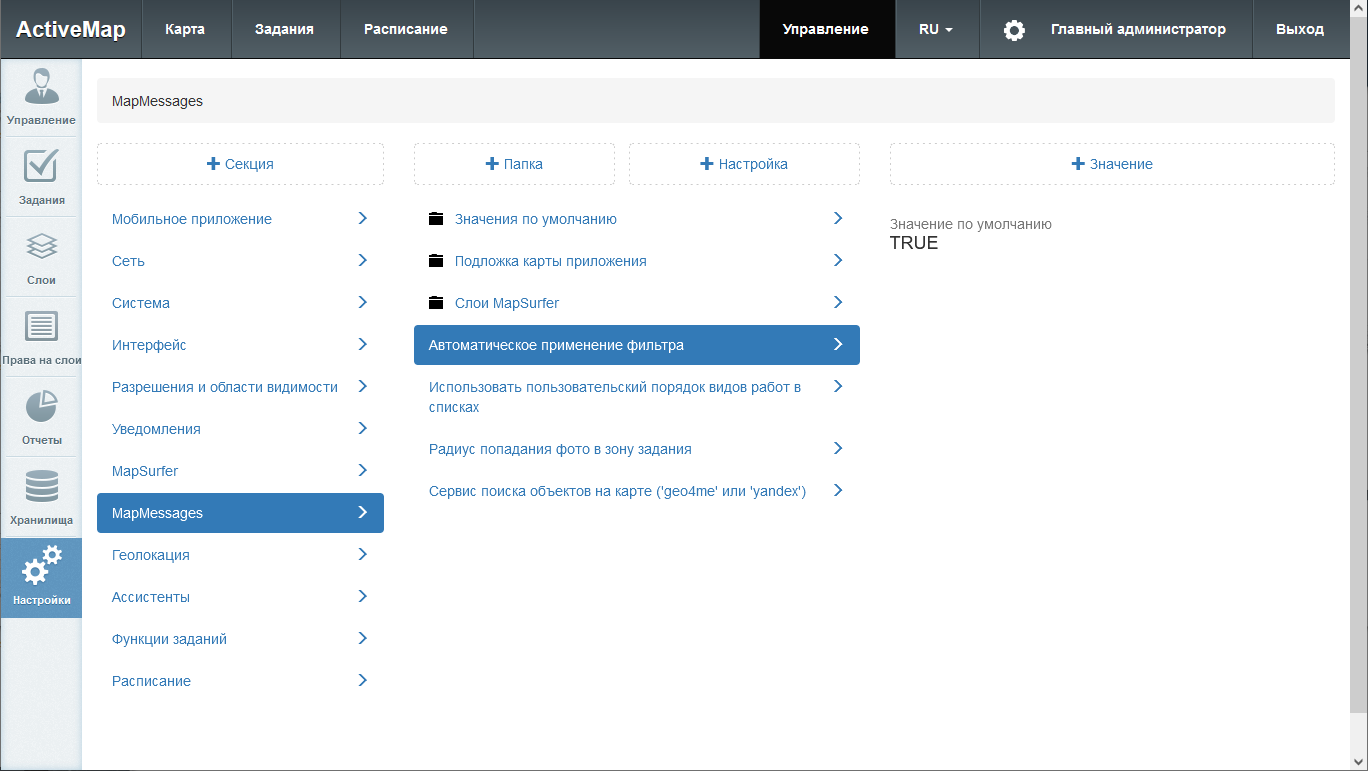 ActiveMap
Карта
Задания
Расписание
Управление
RU
Главный администратор
Выход
Управление
Задания
Слои
Права на слои
Отчеты
Хранилища
Настройки
MapMessages
Секция
Мобильное приложение
Сеть
Система
Интерфейс
Разрешения и области видимости
Уведомления
MapSurfer
MapMessages
Геолокация
Ассистенты
Функции заданий
Расписание
Папка
Настройка
Значения по умолчанию
Подложка карты приложения
Слои MapSurfer
Автоматическое применение фильтра
Использовать пользовательский порядок видов работ в
списках
Радиус попадания фото в зону задания
Сервис поиска объектов на карте ('geo4me' или 'yandex')
Значение
Значение по умолчанию
TRUE